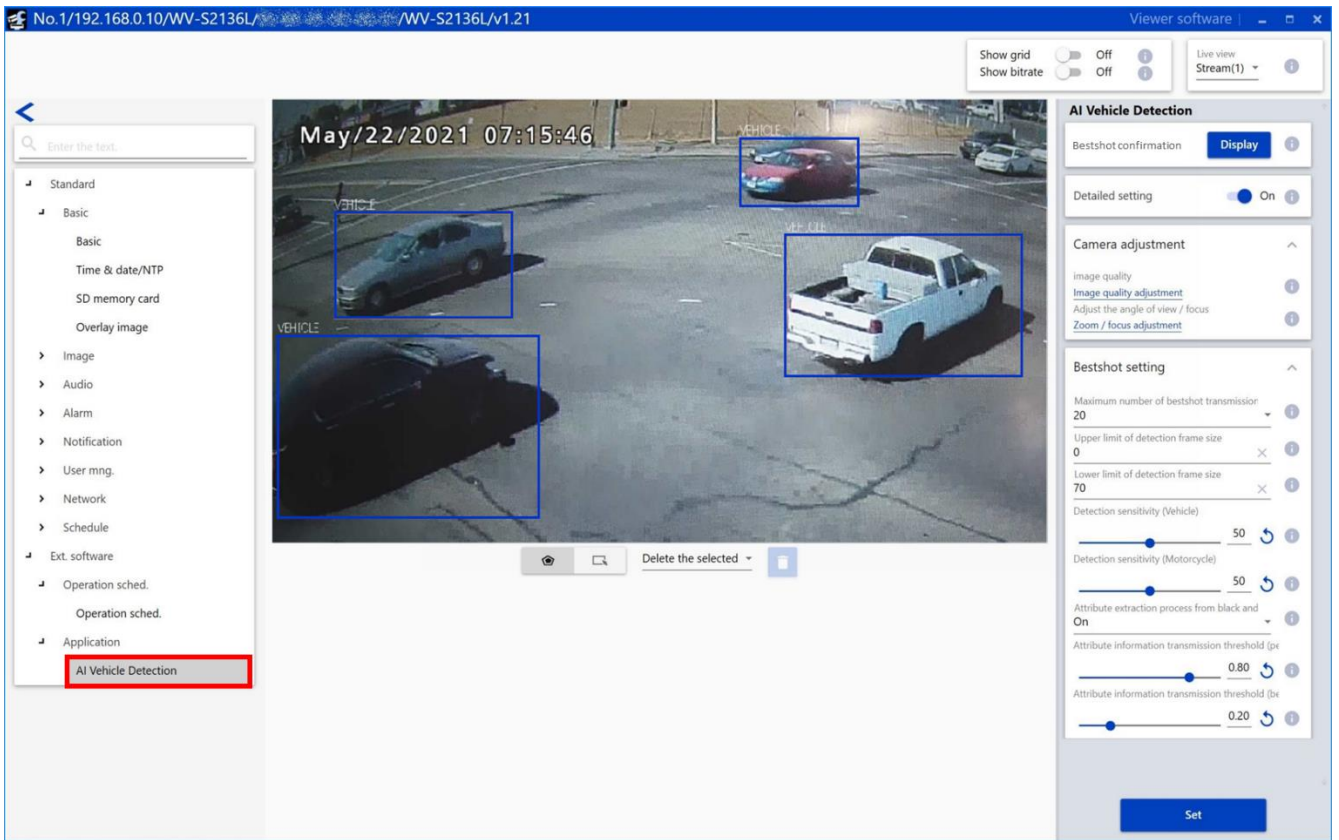 No.1/192.168.0.10/WV-S2136L/ /WV-S2136L/v1.21
Viewer software
Show grid Off
Show bitrate Off
Live view
Stream(1)
Enter the text.
Standard
Basic
Basic
Time & date/NTP
SD memory card
Overlay image
Image
Audio
Alarm
Notification
User mng.
Network
Schedule
Ext. software
Operation sched.
Operation sched.
Application
AI Vehicle Detection
May/22/2021 07:15:46
VEHICLE
VEHICLE
VEHICLE
VEHICLE
Delete the selected
AI Vehicle Detection
Bestshot confirmation Display
Detailed setting On
Camera adjustment
image quality
Image quality adjustment
Adjust the angle of view / focus
Zoom / focus adjustment
Bestshot setting
Maximum number of bestshot transmission
20
Upper limit of detection frame size
0
Lower limit of detection frame size
70
Detection sensitivity (Vehicle)
50
Detection sensitivity (Motorcycle)
50
Attribute extraction process from black and
On
Attribute information transmission threshold (pe
0.80
Attribute information transmission threshold (be
0.20
Set